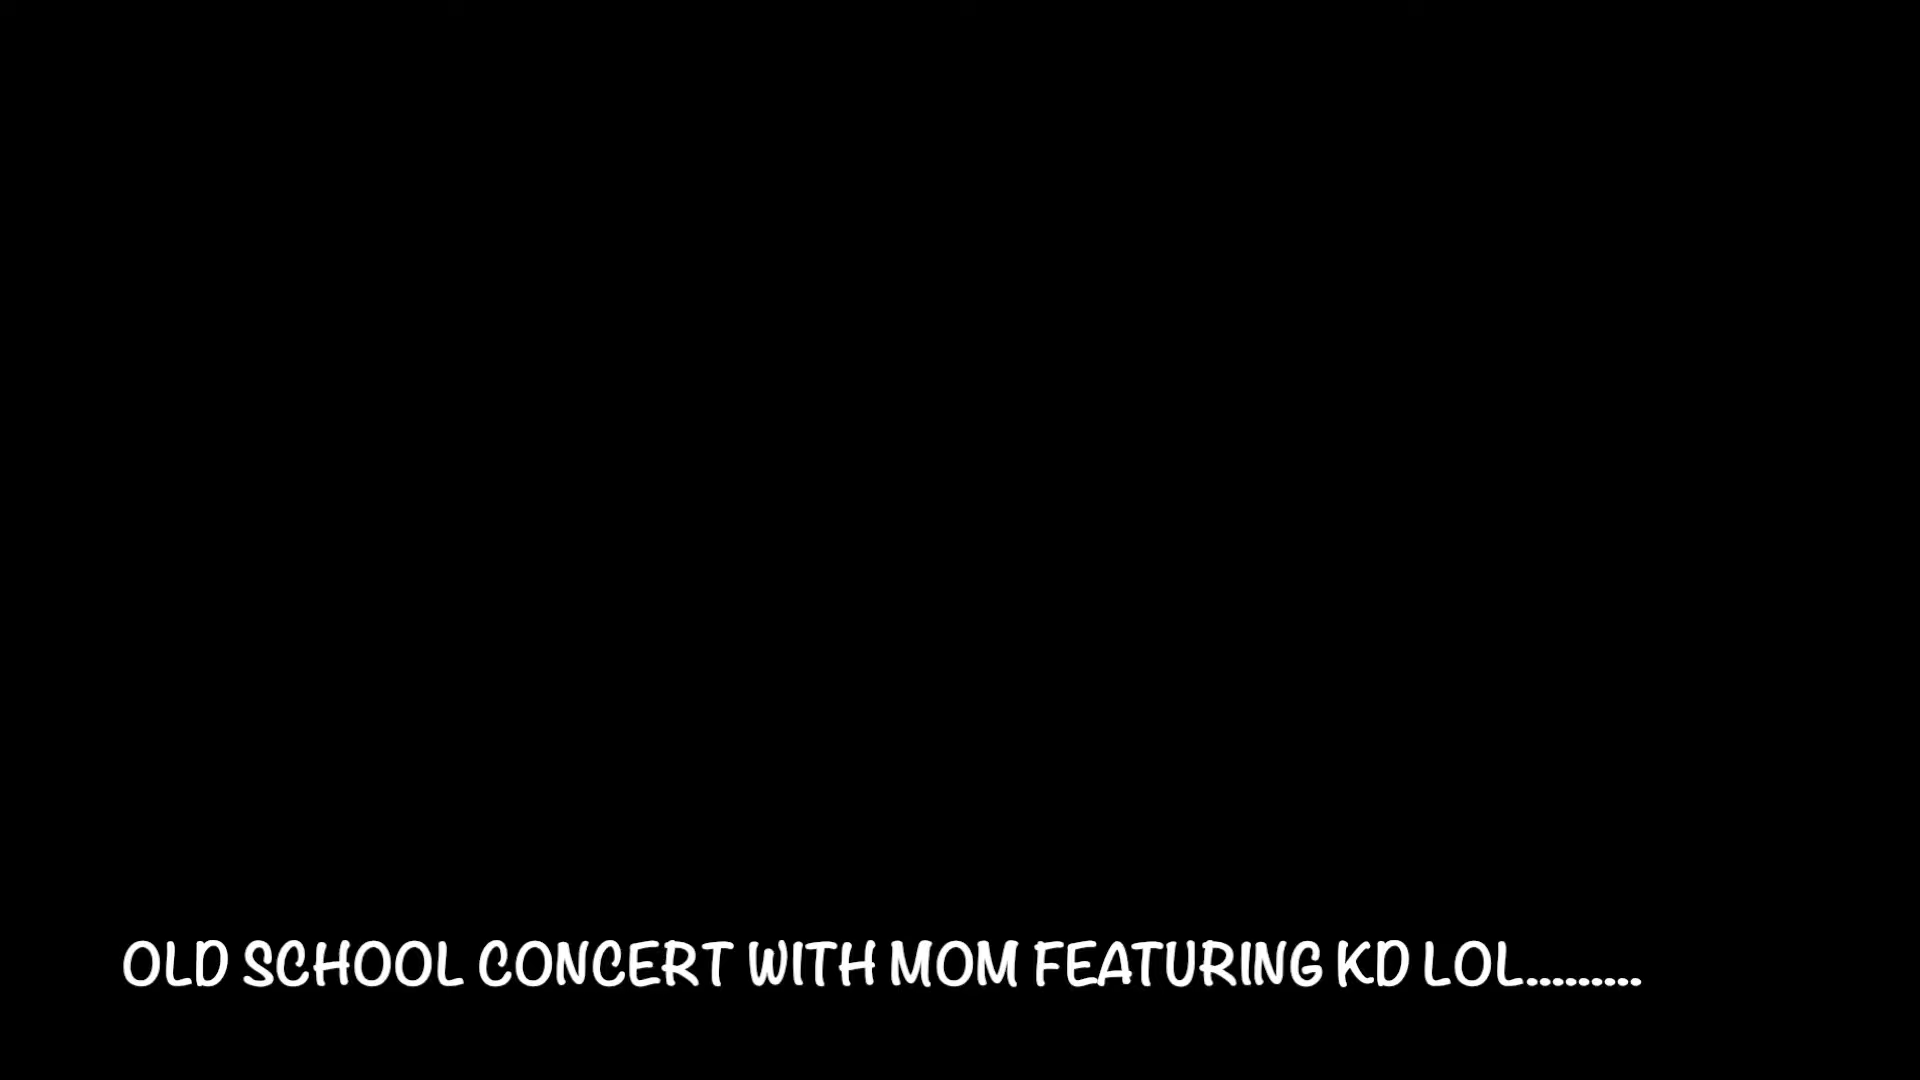 OLD SCHOOL CONCERT WITH MOM FEATURING KD LOL.........